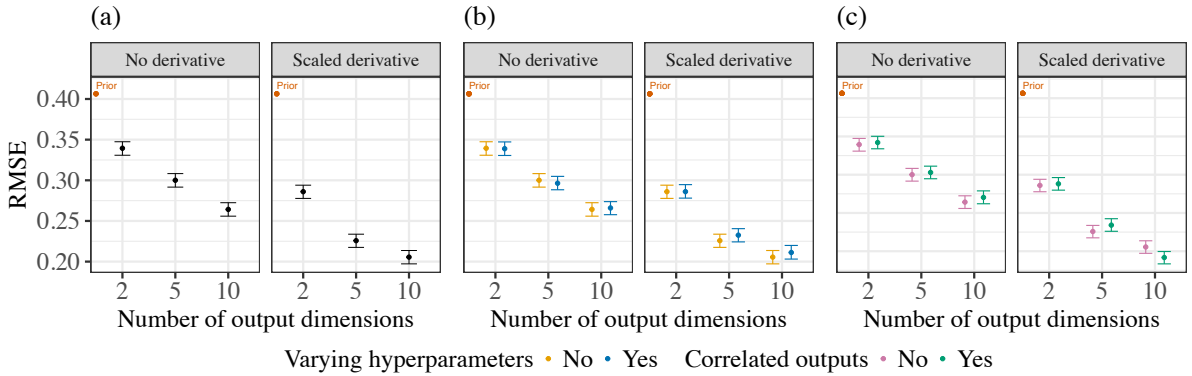 (a)
(b)
(c)
No derivative
Scaled derivative
No derivative
Scaled derivative
No derivative
Scaled derivative
Prior
Prior
Prior
Prior
Prior
Prior
RMSE
0.40
0.35
0.30
0.25
0.20
2 5 10
2 5 10
2 5 10
2 5 10
2 5 10
2 5 10
Number of output dimensions
Number of output dimensions
Number of output dimensions
Varying hyperparameters No Yes Correlated outputs No Yes